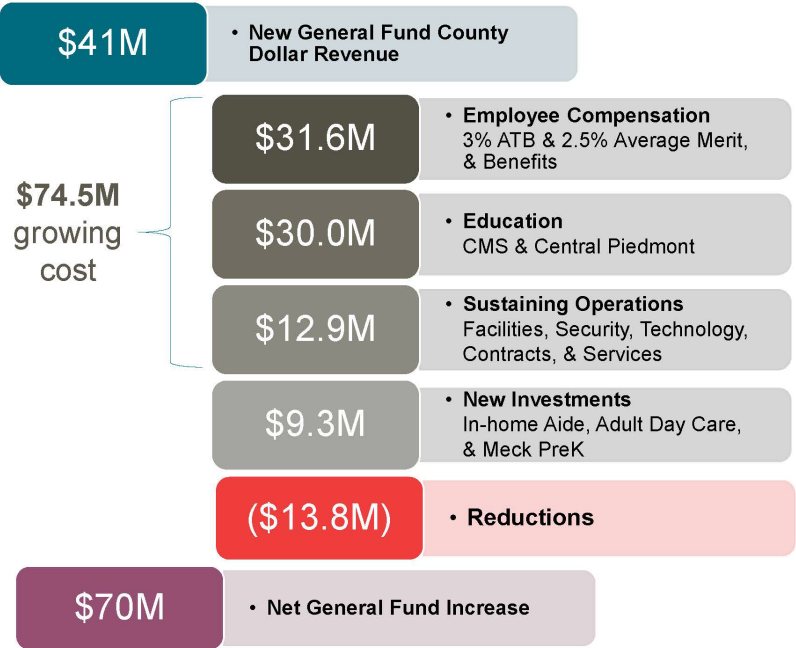 $41M
• New General Fund County
Dollar Revenue
$74.5M
growing
cost
$31.6M
• Employee Compensation
3% ATB & 2.5% Average Merit,
& Benefits
$30.0M
• Education
CMS & Central Piedmont
$12.9M
• Sustaining Operations
Facilities, Security, Technology,
Contracts, & Services
$9.3M
• New Investments
In-home Aide, Adult Day Care,
& Meck PreK
($13.8M)
• Reductions
$70M
• Net General Fund Increase